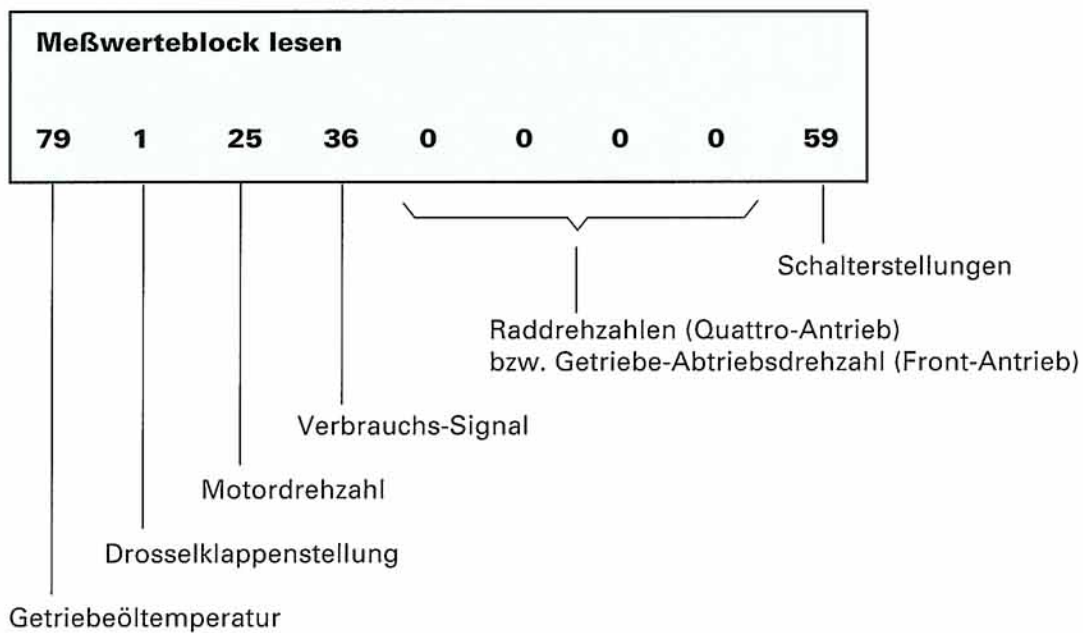 Meßwerteblock lesen
79 1 25 36 0 0 0 0 59
Schalterstellungen
Raddrehzahlen (Quattro-Antrieb)
bzw. Getriebe-Abtriebsdrehzahl (Front-Antrieb)
Verbrauchs-Signal
Motordrehzahl
Drosselklappenstellung
Getriebeöltemperatur